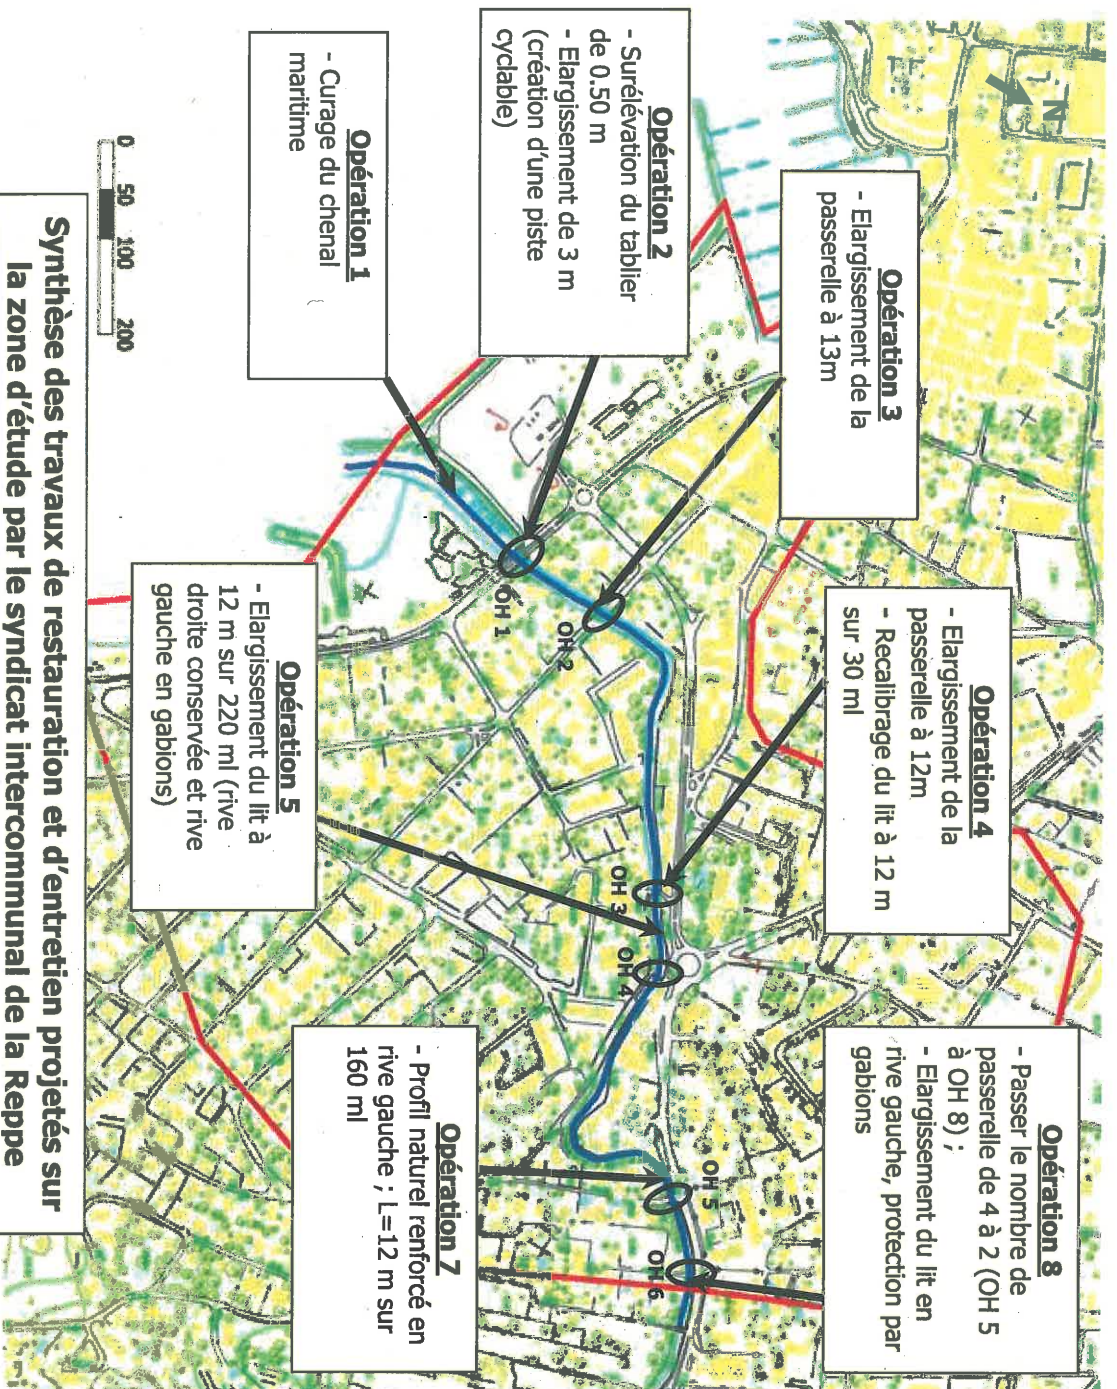 N
Opération 3
- Elargissement de la
passerelle à 13m
Opération 4
- Elargissement de la
passerelle à 12m
- Recalibrage du lit à 12 m
sur 30 ml
Opération 8
- Passer le nombre de
passerelle de 4 à 2 (OH 5
à OH 8) ;
- Elargissement du lit en
rive gauche, protection par
gabions
Opération 2
- Surélévation du tablier
de 0.50 m
- Elargissement de 3 m
(création d'une piste
cyclable)
OH 1
OH 2
OH 3
OH 4
OH 5
OH 6
Opération 1
- Curage du chenal
maritime
Opération 5
- Elargissement du lit à
12 m sur 220 ml (rive
droite conservée et rive
gauche en gabions)
Opération 7
- Profil naturel renforcé en
rive gauche ; L=12 m sur
160 ml
0 50 100 200
Synthèse des travaux de restauration et d'entretien projetés sur
la zone d'étude par le syndicat intercommunal de la Reppe